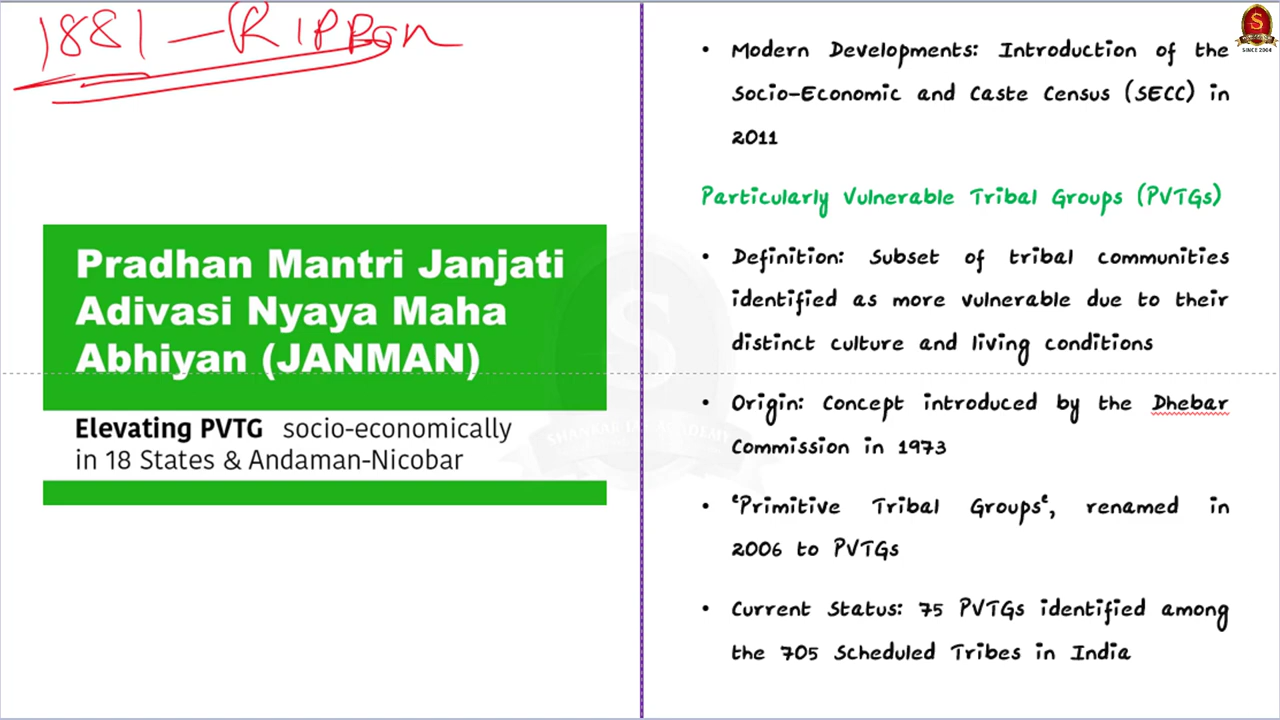 1881 – RIPPON
Pradhan Mantri Janjati
Adivasi Nyaya Maha
Abhiyan (JANMAN)
Elevating PVTG socio-economically
in 18 States & Andaman-Nicobar
S
SINCE 2004
• Modern Developments: Introduction of the
Socio-Economic and Caste Census (SECC) in
2011
Particularly Vulnerable Tribal Groups (PVTGs)
• Definition: Subset of tribal communities
identified as more vulnerable due to their
distinct culture and living conditions
• Origin: Concept introduced by the Dhebar
Commission in 1973
• 'Primitive Tribal Groups', renamed in
2006 to PVTGs
• Current Status: 75 PVTGs identified among
the 705 Scheduled Tribes in India